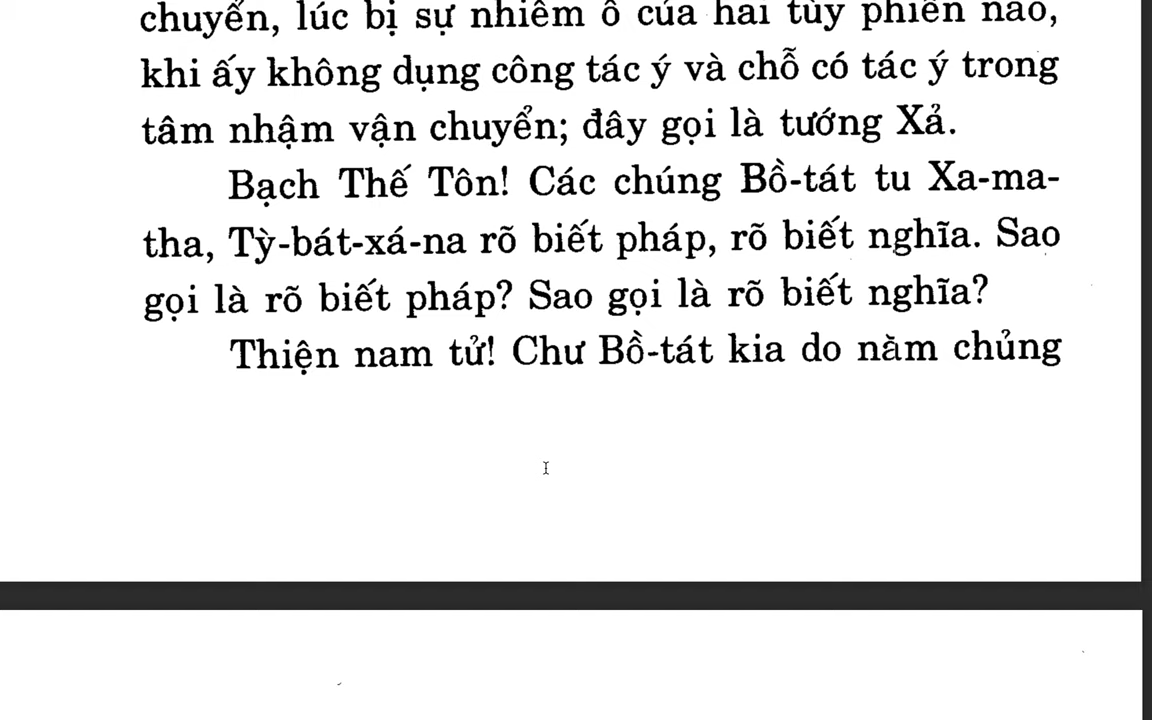 chuyển, lúc bị sự nhiễm ô của hai tùy phiền não,
khi ấy không dụng công tác ý và chỗ có tác ý trong
tâm nhậm vận chuyển; đây gọi là tướng Xả.
Bạch Thế Tôn! Các chúng Bồ-tát tu Xa-ma-
tha, Tỳ-bát-xá-na rõ biết pháp, rõ biết nghĩa. Sao
gọi là rõ biết pháp? Sao gọi là rõ biết nghĩa?
Thiện nam tử! Chư Bồ-tát kia do năm chủng